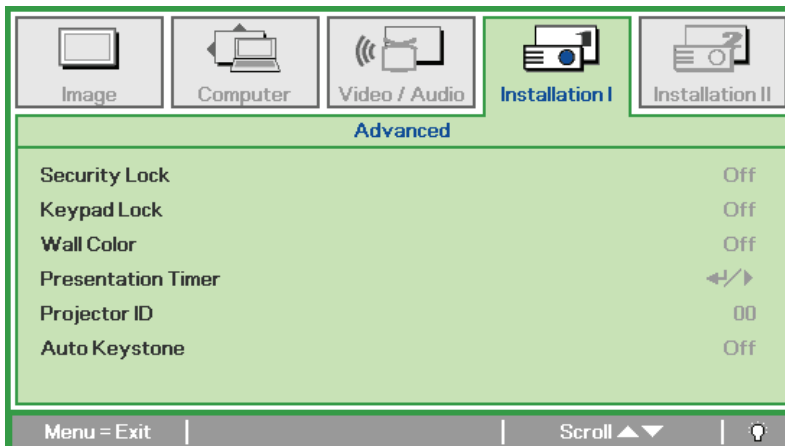 Image Computer Video / Audio Installation I Installation II
Advanced
Security Lock Off
Keypad Lock Off
Wall Color Off
Presentation Timer ↵/▶
Projector ID 00
Auto Keystone Off
Menu = Exit Scroll ▲▼